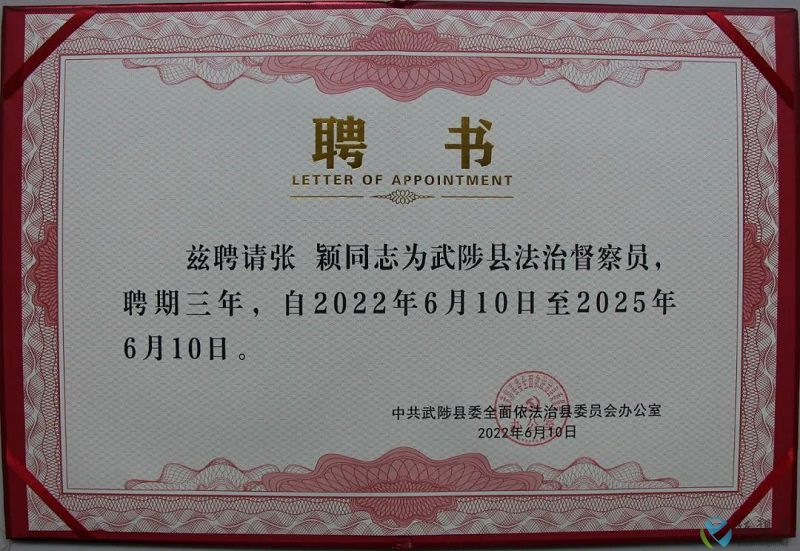 聘 书
LETTER OF APPOINTMENT
兹聘请张 颖同志为武陟县法治督察员，
聘期三年，自2022年6月10日至2025年
6月10日。
中共武陟县委全面依法治县委员会办公室
2022年6月10日